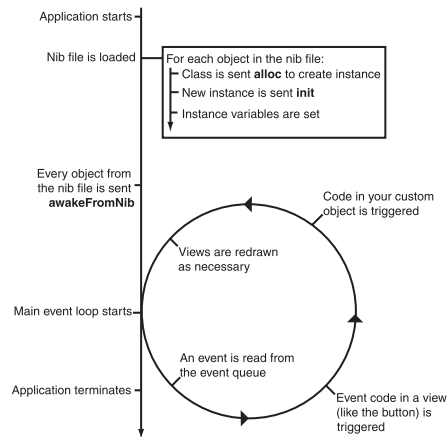 Application starts
Nib file is loaded
For each object in the nib file:
Class is sent alloc to create instance
New instance is sent init
Instance variables are set
Every object from
the nib file is sent
awakeFromNib
Code in your custom
object is triggered
Views are redrawn
as necessary
Main event loop starts
An event is read from
the event queue
Application terminates
Event code in a view
(like the button) is
triggered